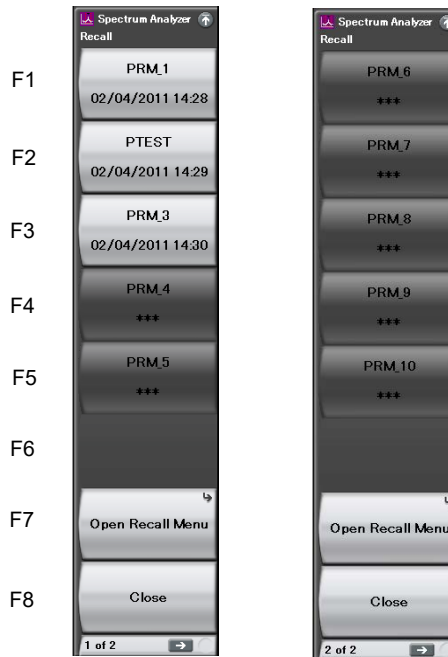 F1
F2
F3
F4
F5
F6
F7
F8
Spectrum Analyzer
Recall
PRM_1
02/04/2011 14:28
PTEST
02/04/2011 14:29
PRM_3
02/04/2011 14:30
PRM_4
***
PRM_5
***
Open Recall Menu
Close
1 of 2
Spectrum Analyzer
Recall
PRM_6
***
PRM_7
***
PRM_8
***
PRM_9
***
PRM_10
***
Open Recall Menu
Close
2 of 2